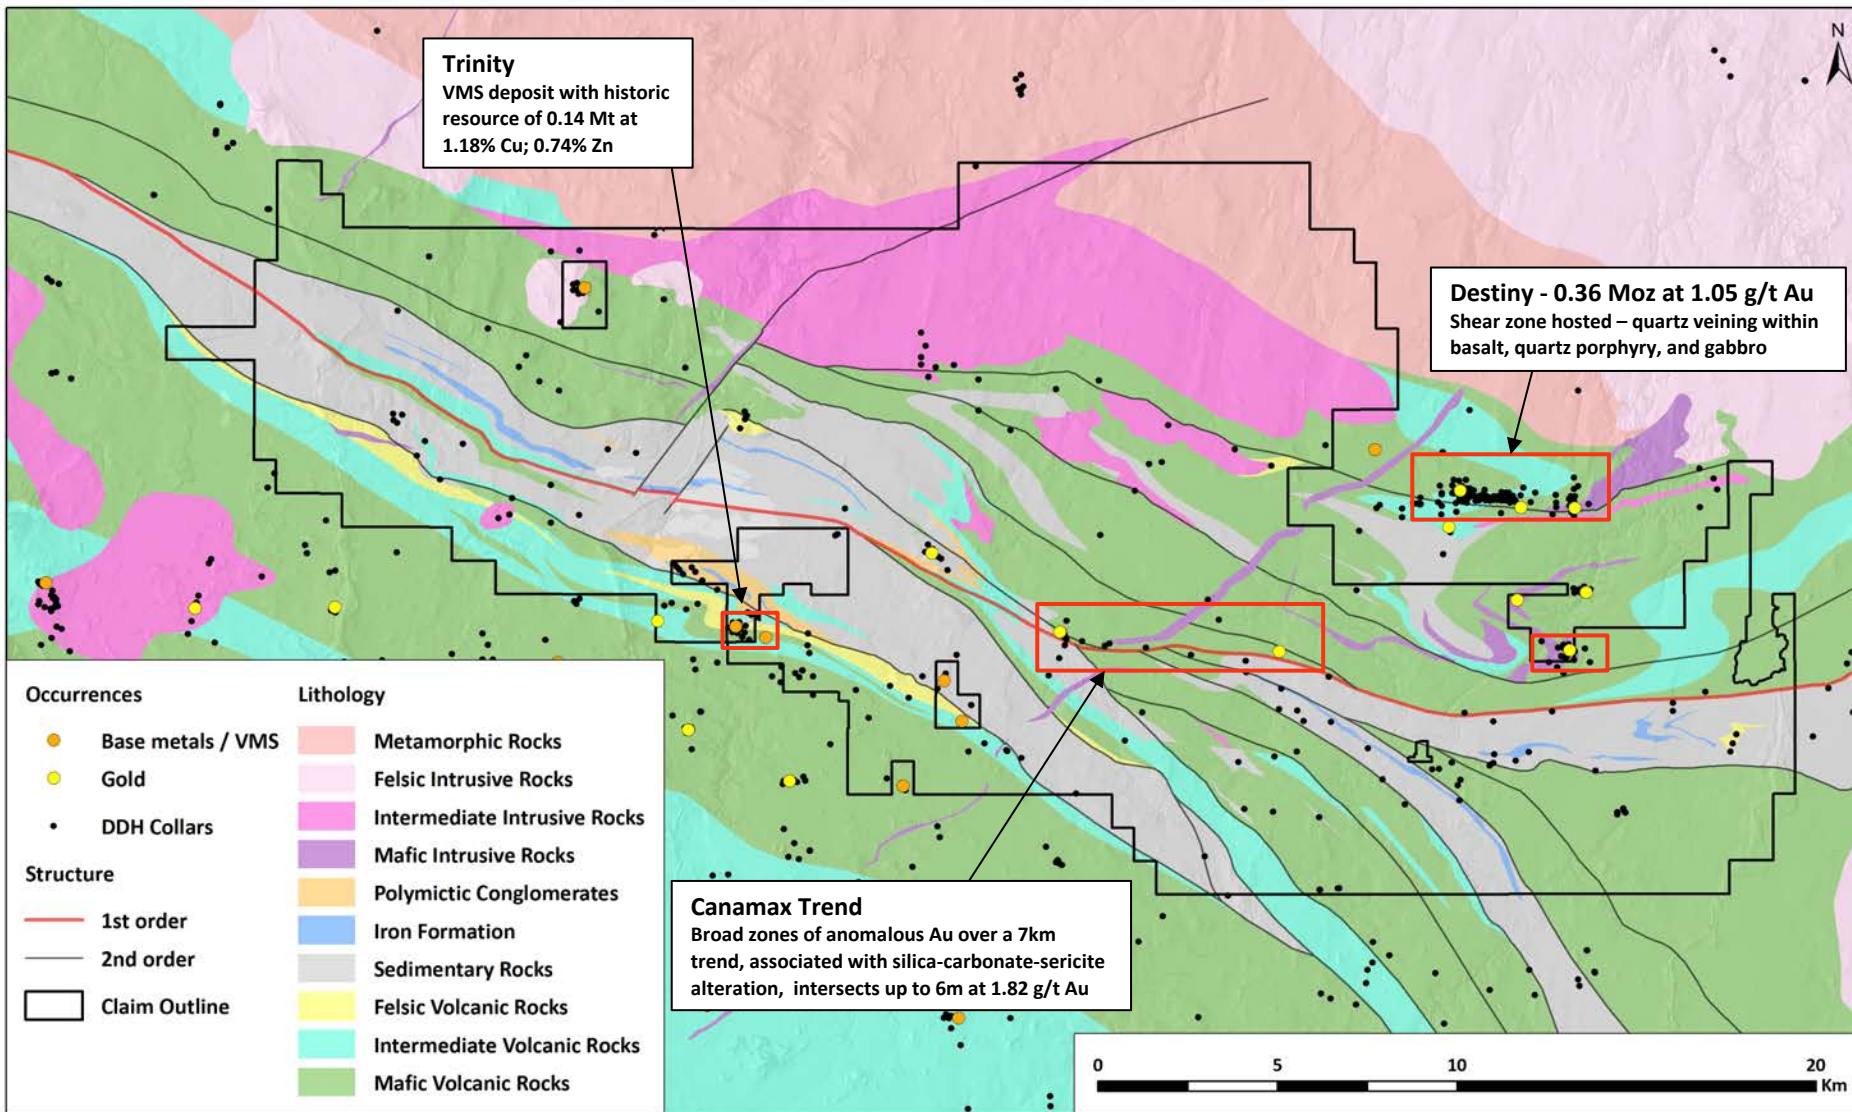 N
Trinity
VMS deposit with historic
resource of 0.14 Mt at
1.18% Cu; 0.74% Zn
Destiny - 0.36 Moz at 1.05 g/t Au
Shear zone hosted – quartz veining within
basalt, quartz porphyry, and gabbro
Canamax Trend
Broad zones of anomalous Au over a 7km
trend, associated with silica-carbonate-sericite
alteration, intersects up to 6m at 1.82 g/t Au
Occurrences
Base metals / VMS
Gold
DDH Collars
Structure
1st order
2nd order
Claim Outline
Lithology
Metamorphic Rocks
Felsic Intrusive Rocks
Intermediate Intrusive Rocks
Mafic Intrusive Rocks
Polymictic Conglomerates
Iron Formation
Sedimentary Rocks
Felsic Volcanic Rocks
Intermediate Volcanic Rocks
Mafic Volcanic Rocks
0 5 10 20
Km